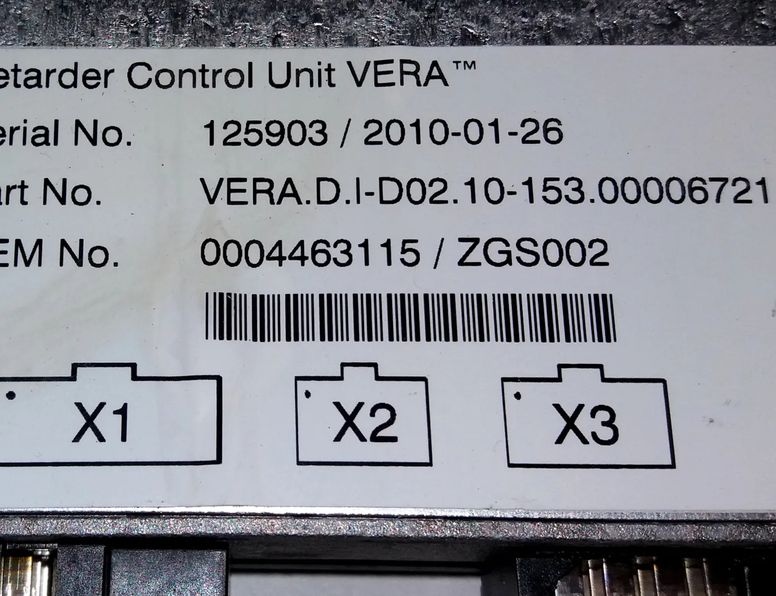 etarder Control Unit VERA™
erial No. 125903 / 2010-01-26
art No. VERA.D.I-D02.10-153.00006721
EM No. 0004463115 / ZGS002
X1 X2 X3